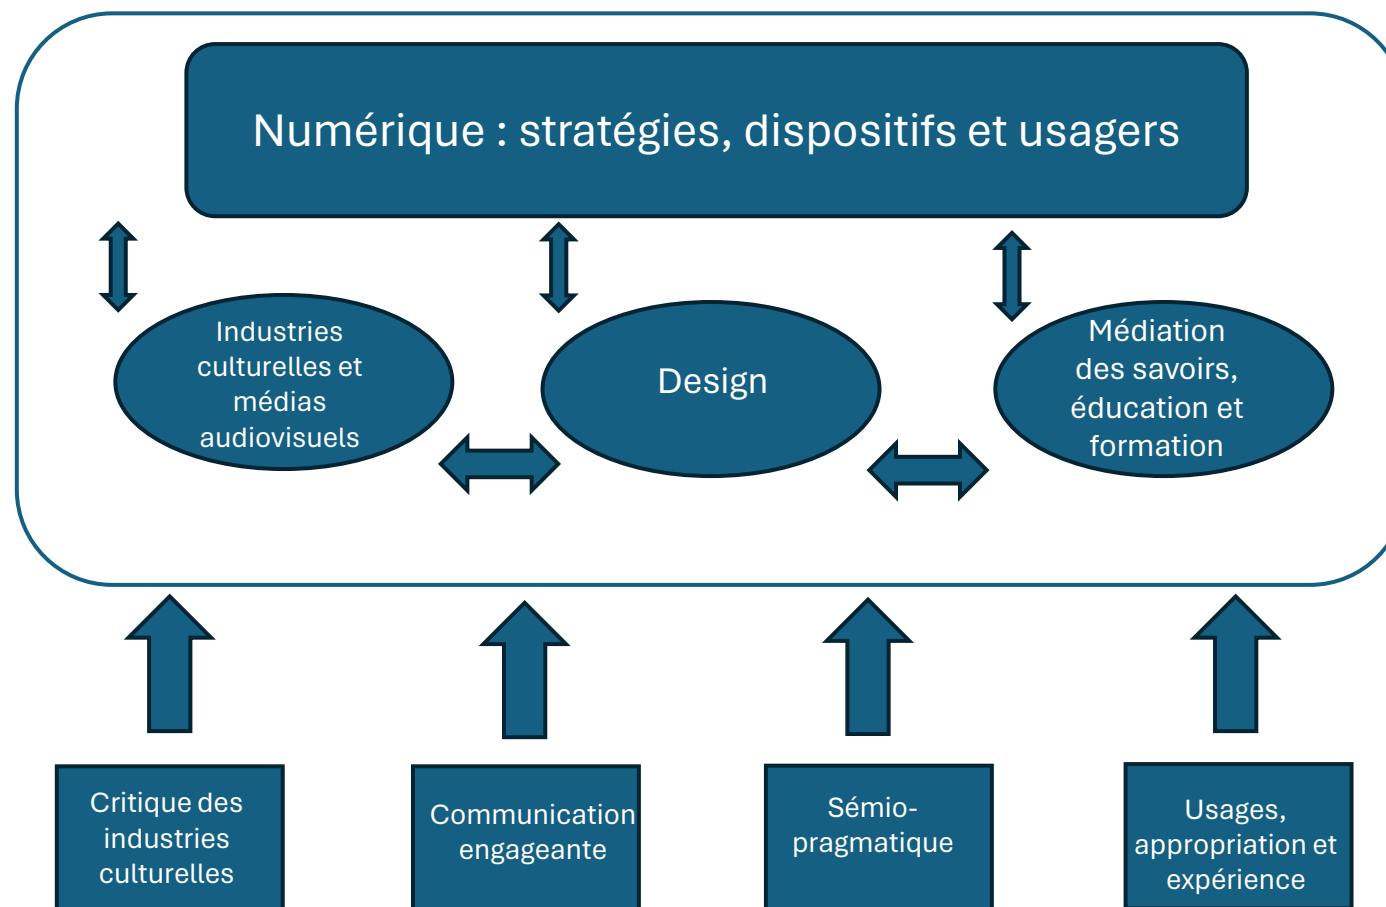 Numérique : stratégies, dispositifs et usagers
Industries
culturelles et
médias
audiovisuels
Design
Médiation
des savoirs,
éducation et
formation
Critique des
industries
culturelles
Communication
engageante
Sémio-
pragmatique
Usages,
appropriation et
expérience